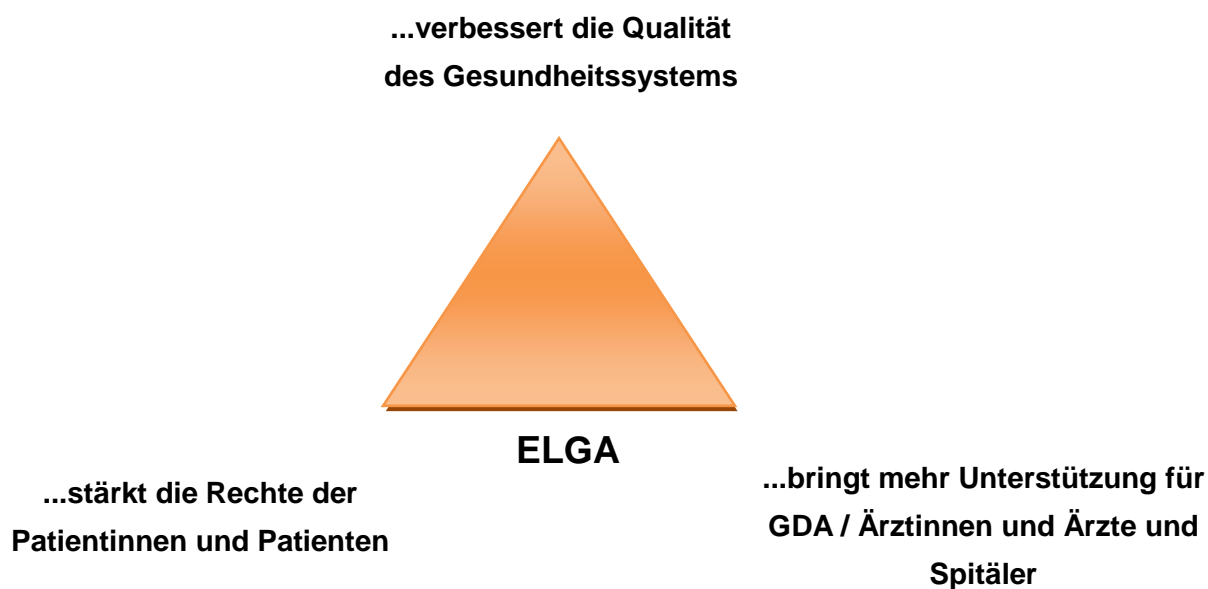 ...verbessert die Qualität
des Gesundheitssystems
ELGA
...stärkt die Rechte der
Patientinnen und Patienten
...bringt mehr Unterstützung für
GDA / Ärztinnen und Ärzte und
Spitäler